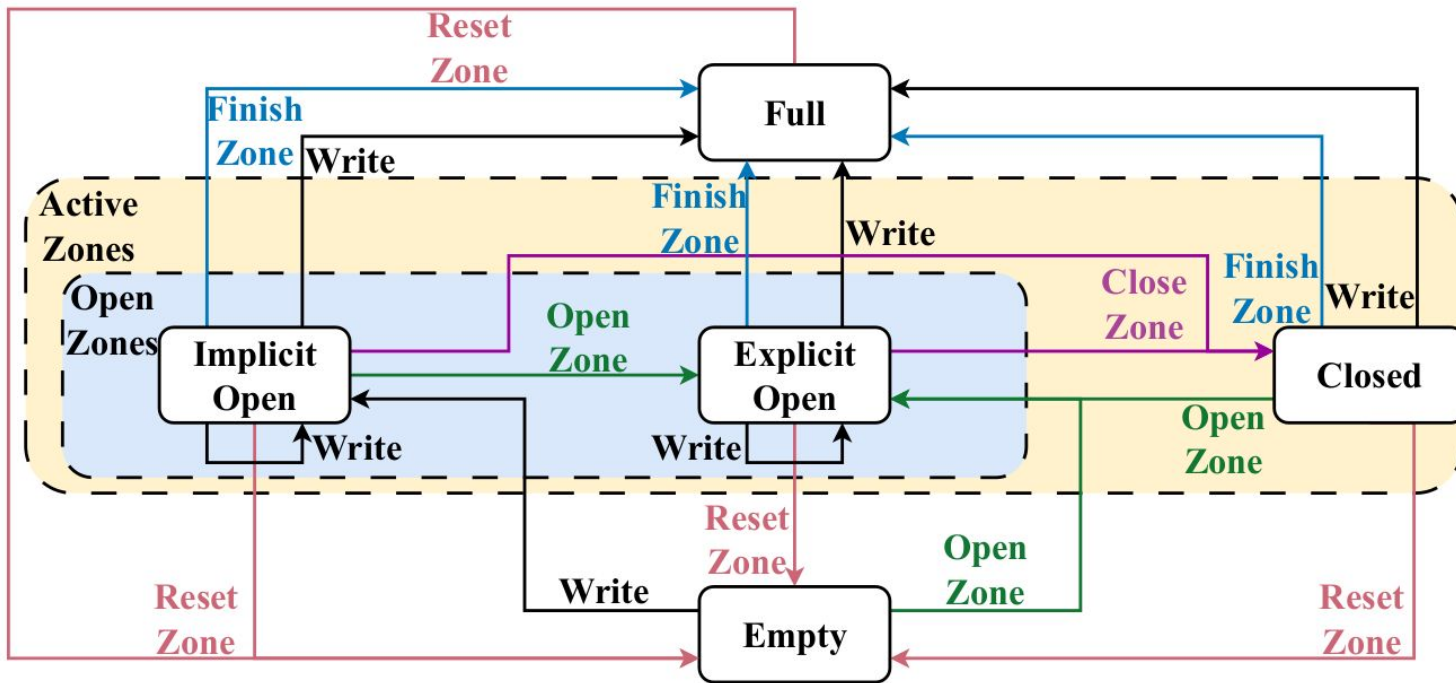 Reset
Zone
Full
Finish
Zone
Write
Active
Zones
Finish
Zone
Write
Open
Zones
Close
Zone
Finish
Zone
Write
Implicit
Open
Open
Zone
Explicit
Open
Closed
Write
Write
Open
Zone
Reset
Zone
Open
Zone
Write
Reset
Zone
Empty
Reset
Zone